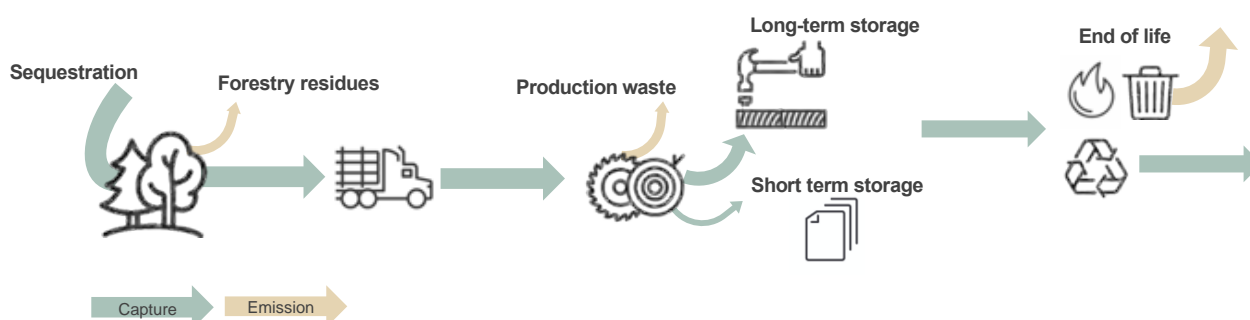 Sequestration
Forestry residues
Production waste
Long-term storage
Short term storage
End of life
Capture
Emission